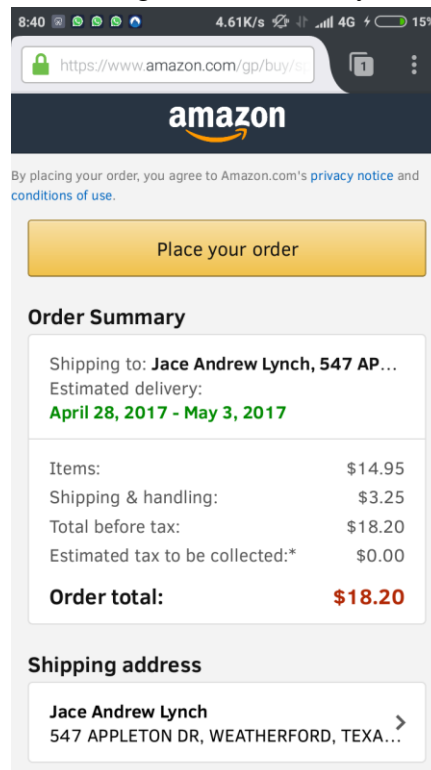 8:40 4.61K/s 4G 15%
https://www.amazon.com/gp/buy/s
1
amazon
By placing your order, you agree to Amazon.com's privacy notice and
conditions of use.
Place your order
Order Summary
Shipping to: Jace Andrew Lynch, 547 AP...
Estimated delivery:
April 28, 2017 - May 3, 2017
Items: $14.95
Shipping & handling: $3.25
Total before tax: $18.20
Estimated tax to be collected:* $0.00
Order total: $18.20
Shipping address
Jace Andrew Lynch
547 APPLETON DR, WEATHERFORD, TEXA...